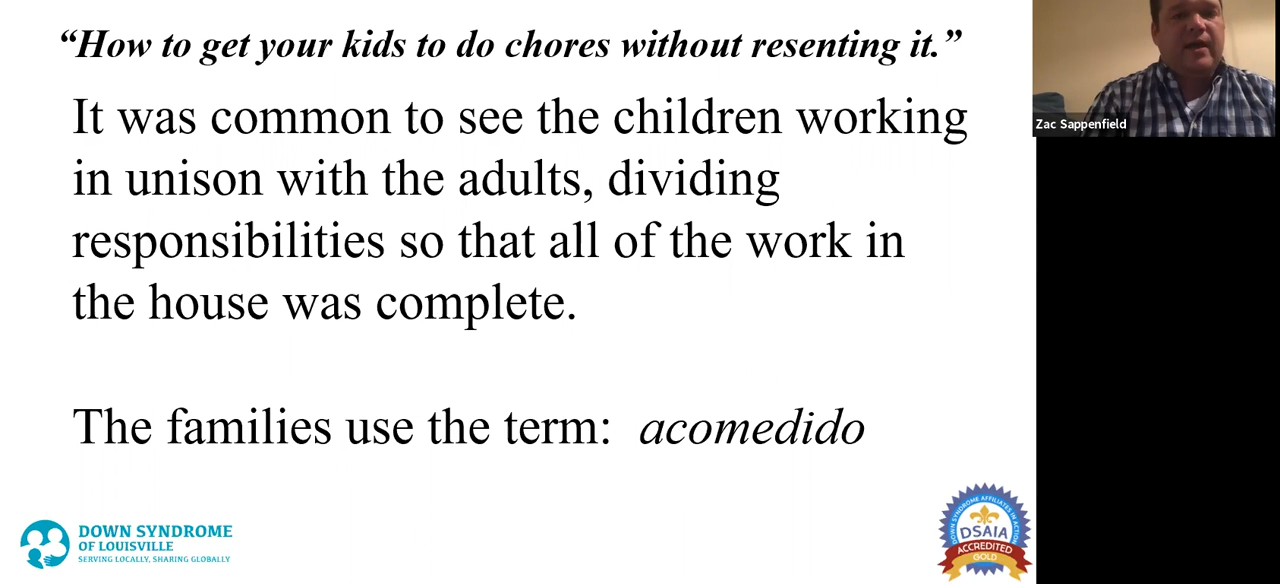 “How to get your kids to do chores without resenting it.”
It was common to see the children working
in unison with the adults, dividing
responsibilities so that all of the work in
the house was complete.
The families use the term: acomedido
Zac Sappenfield
DOWN SYNDROME
OF LOUISVILLE
SERVING LOCALLY, SHARING GLOBALLY
DOWN SYNDROME AFFILIATES IN ACTION
DSAIA
ACCREDITED
GOLD